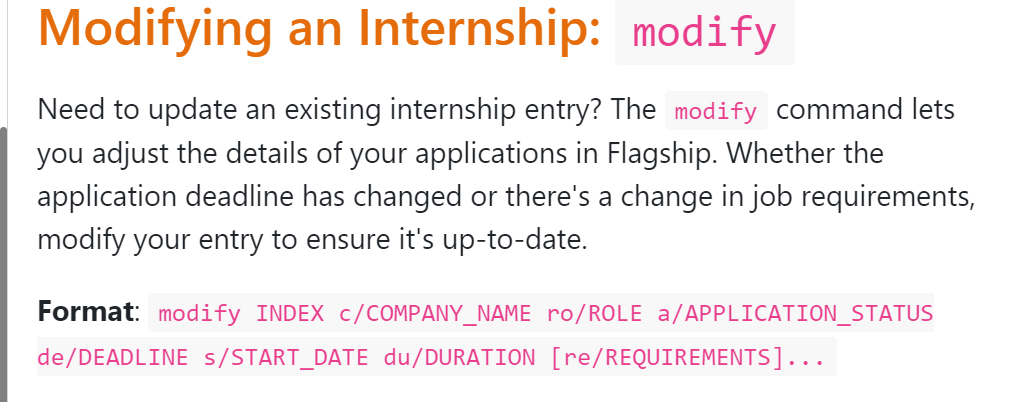 Modifying an Internship: modify
Need to update an existing internship entry? The modify command lets
you adjust the details of your applications in Flagship. Whether the
application deadline has changed or there's a change in job requirements,
modify your entry to ensure it's up-to-date.
Format: modify INDEX c/COMPANY_NAME ro/ROLE a/APPLICATION_STATUS
de/DEADLINE s/START_DATE du/DURATION [re/REQUIREMENTS]...